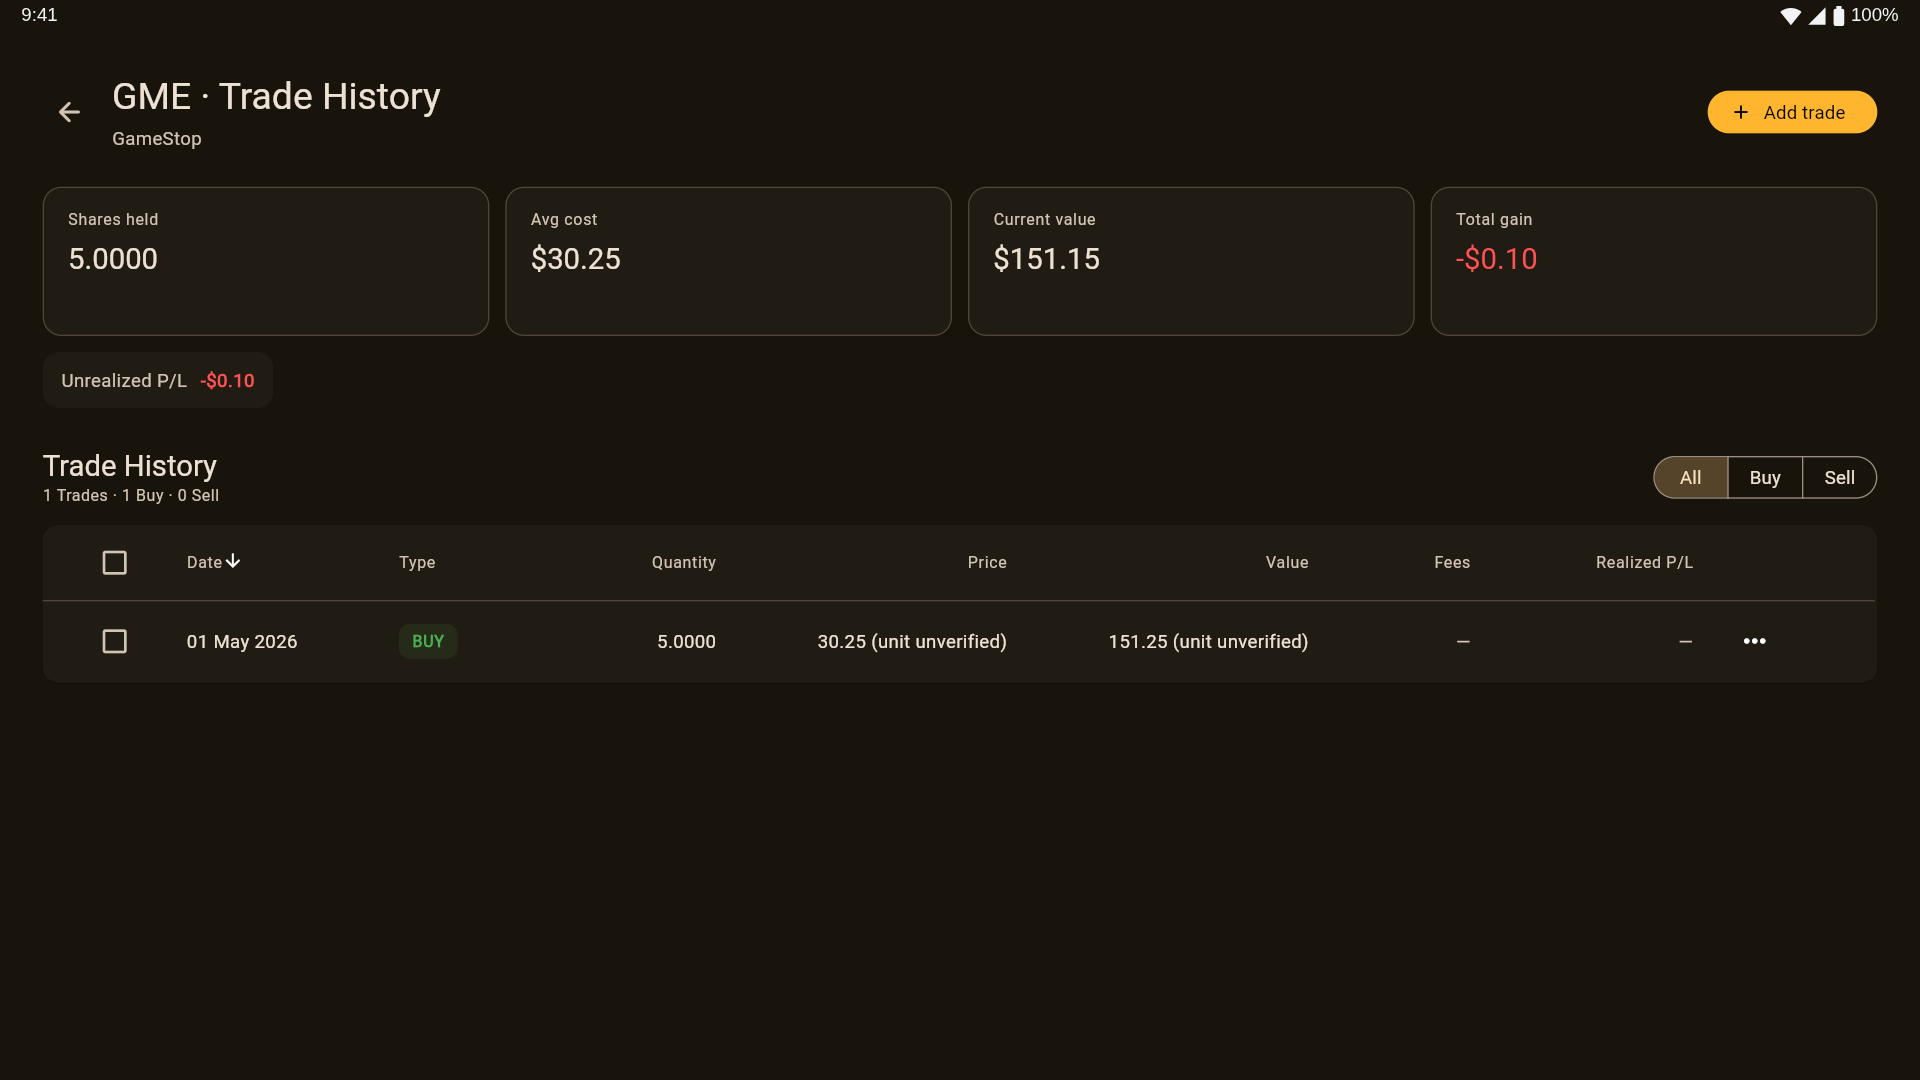 9:41
100%
GME · Trade History
GameStop
Add trade
Shares held
5.0000
Avg cost
$30.25
Current value
$151.15
Total gain
-$0.10
Unrealized P/L -$0.10
Trade History
1 Trades · 1 Buy · 0 Sell
All Buy Sell
Date Type Quantity Price Value Fees Realized P/L
01 May 2026 BUY 5.0000 30.25 (unit unverified) 151.25 (unit unverified) — —